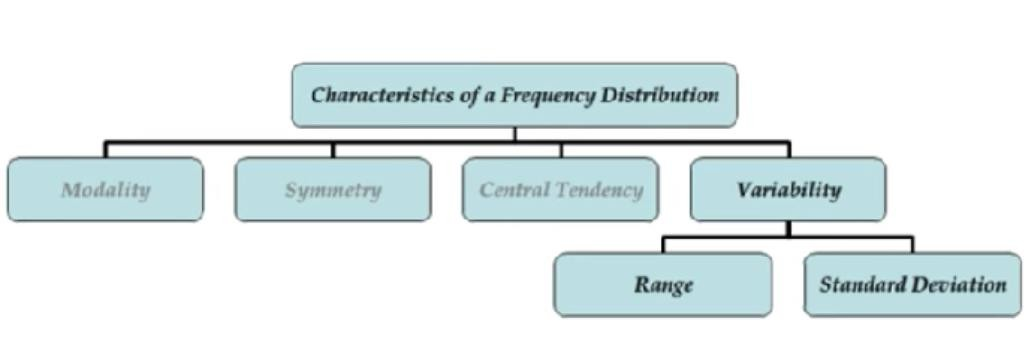 Characteristics of a Frequency Distribution
Modality
Symmetry
Central Tendency
Variability
Range
Standard Deviation